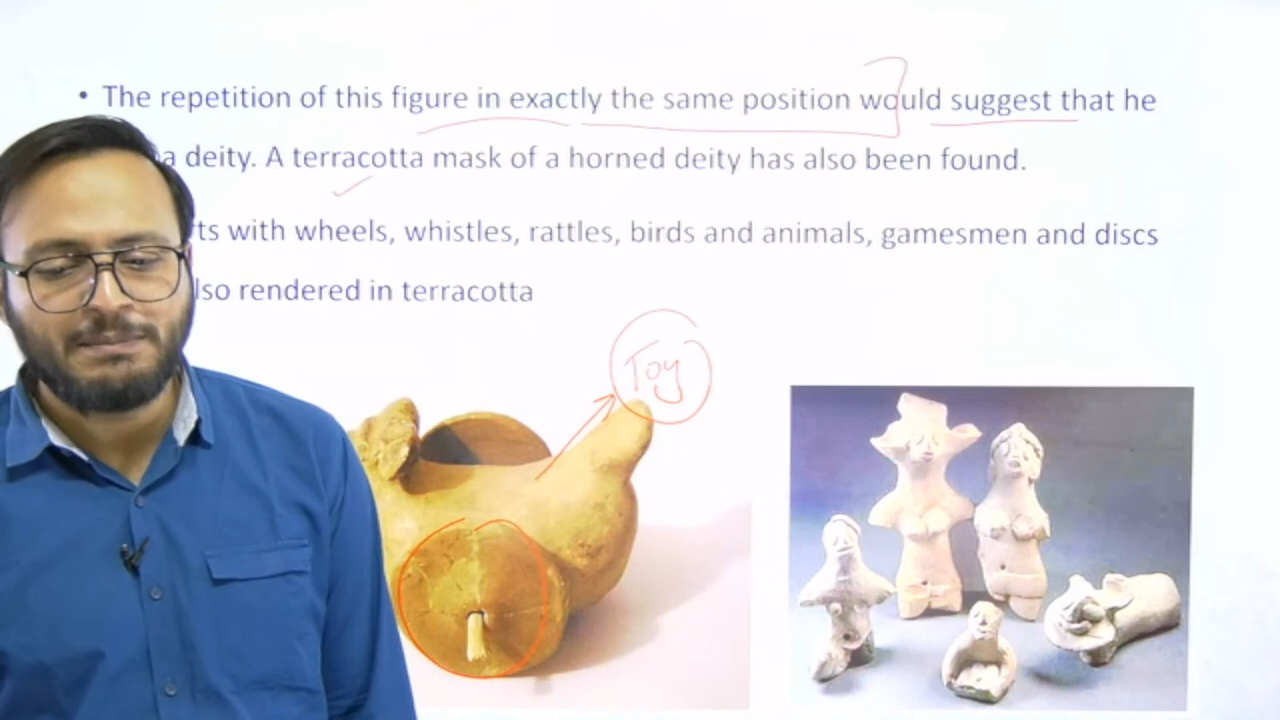 • The repetition of this figure in exactly the same position would suggest that he
a deity. A terracotta mask of a horned deity has also been found.
with wheels, whistles, rattles, birds and animals, gamesmen and discs
rendered in terracotta
Toy